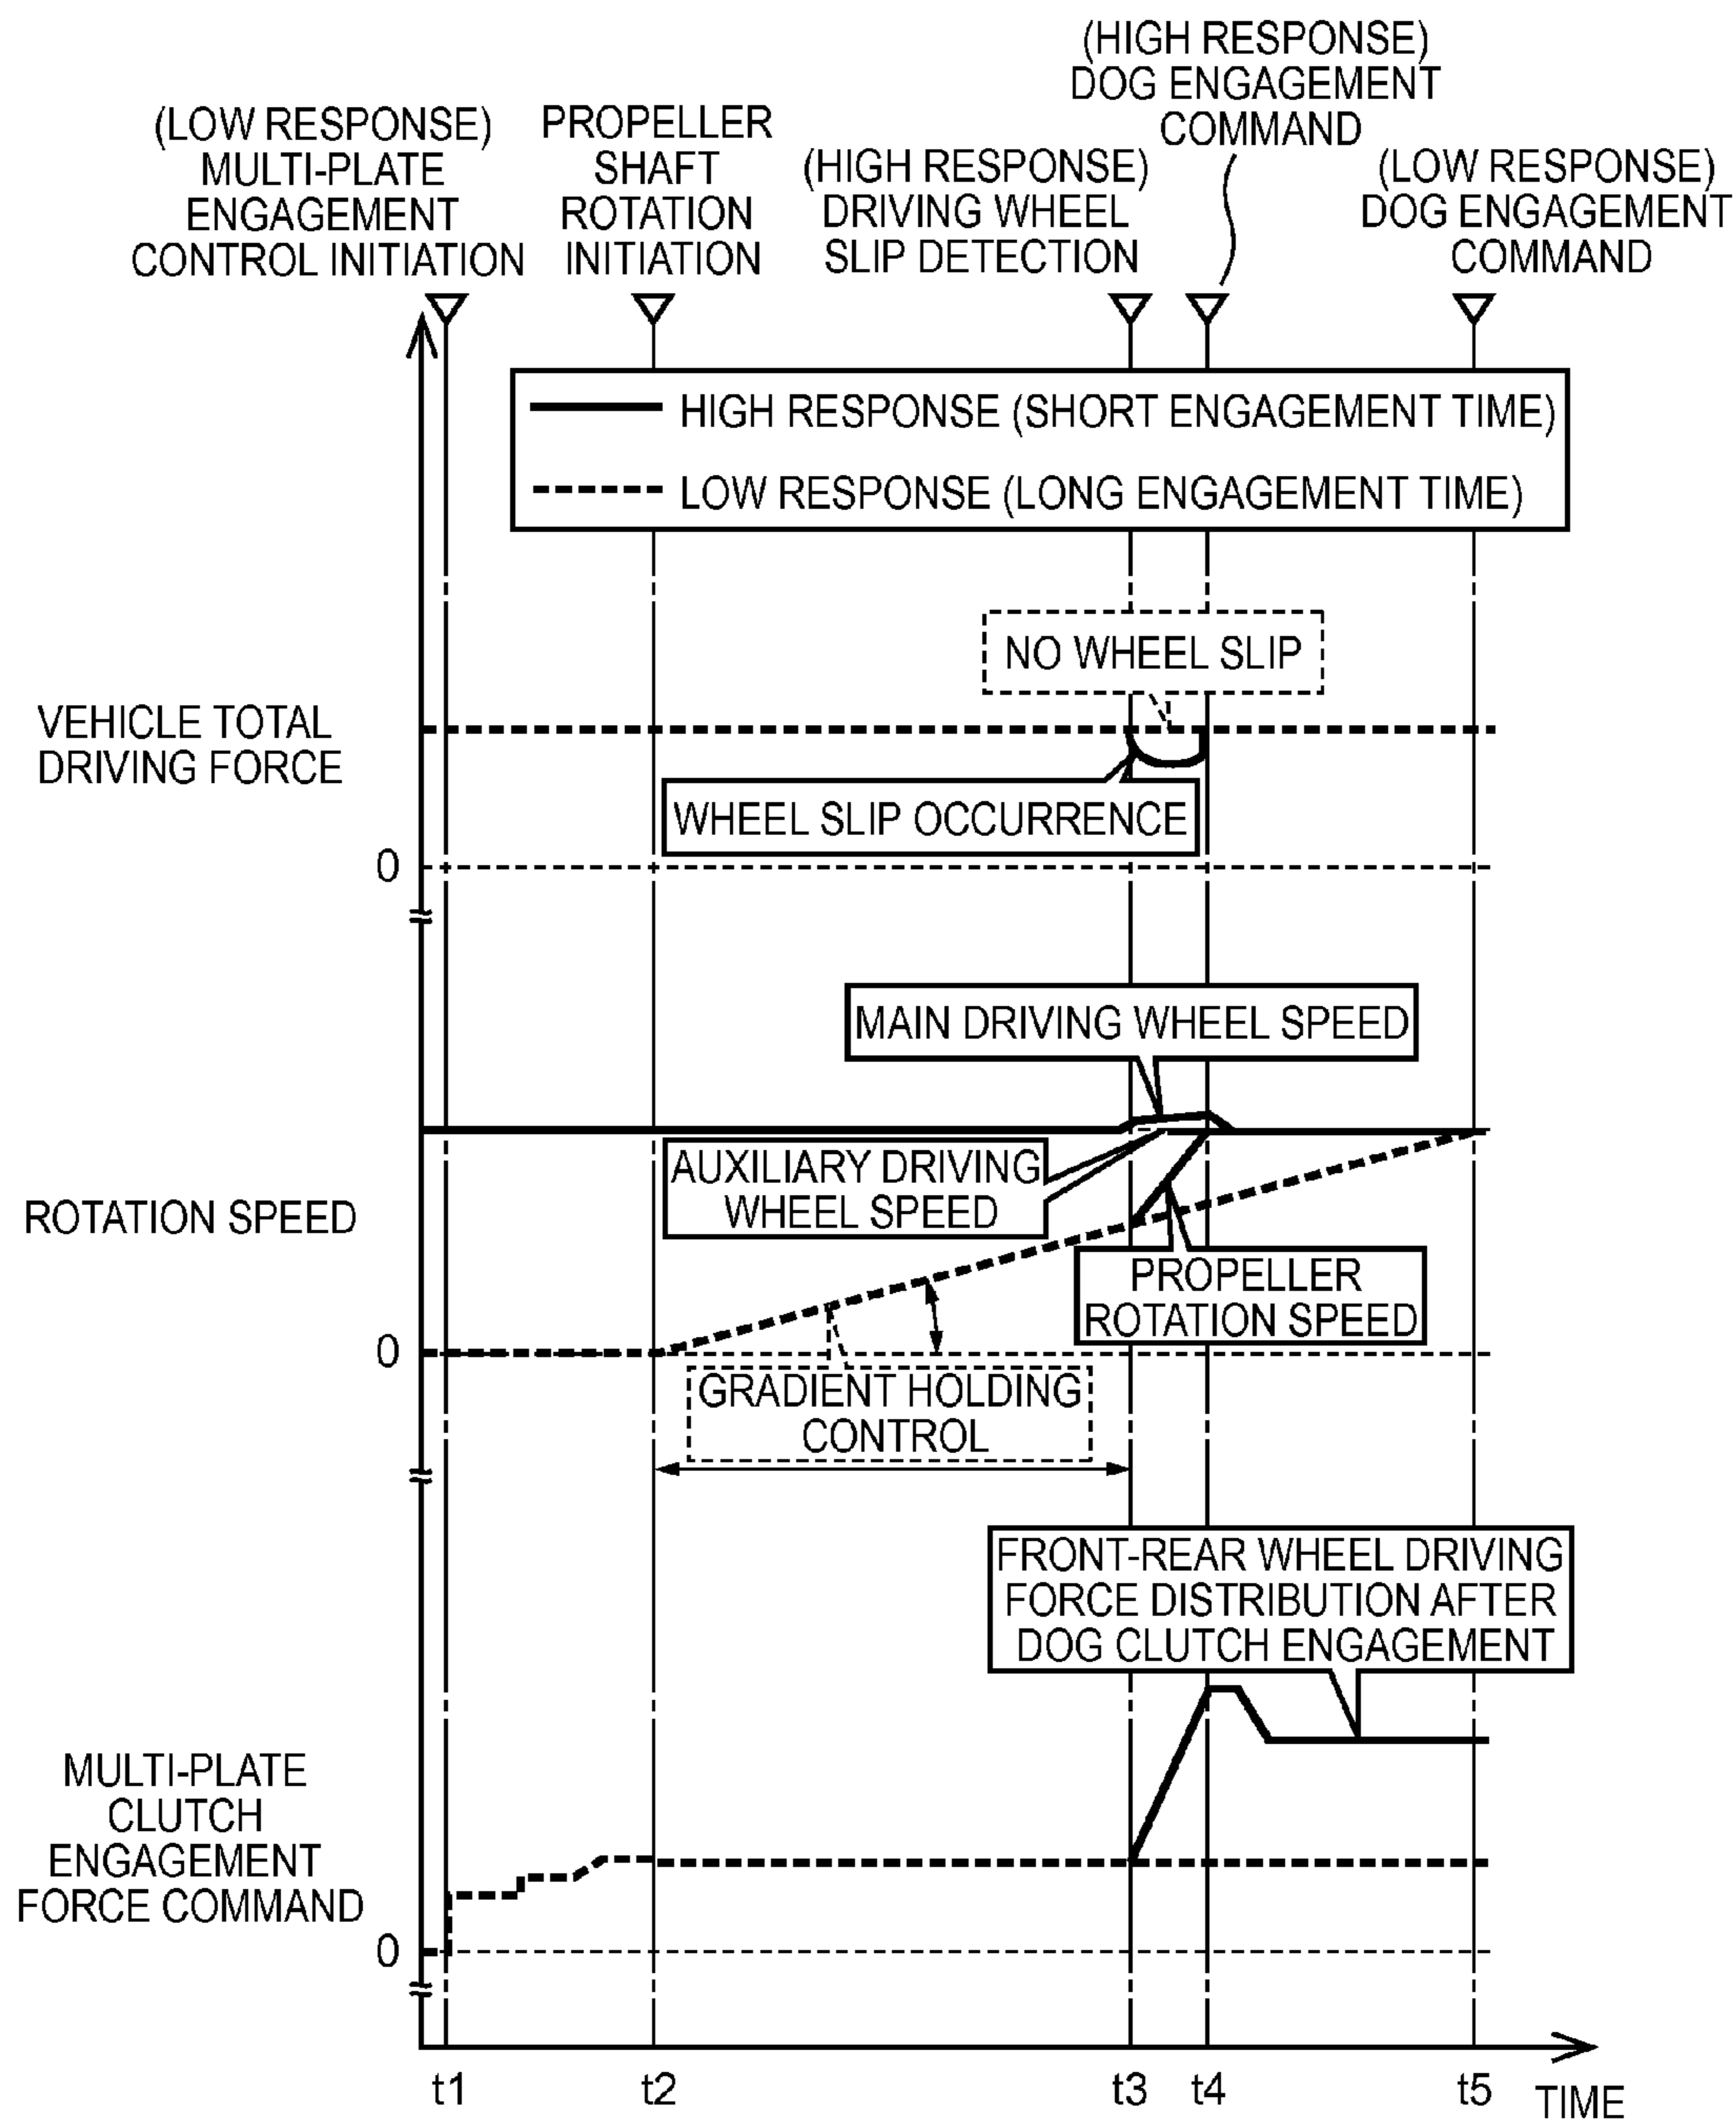 (HIGH RESPONSE)
DOG ENGAGEMENT
COMMAND
(LOW RESPONSE)
MULTI-PLATE
ENGAGEMENT
CONTROL INITIATION
PROPELLER
SHAFT
ROTATION
INITIATION
(HIGH RESPONSE)
DRIVING WHEEL
SLIP DETECTION
(LOW RESPONSE)
DOG ENGAGEMENT
COMMAND
HIGH RESPONSE (SHORT ENGAGEMENT TIME)
LOW RESPONSE (LONG ENGAGEMENT TIME)
NO WHEEL SLIP
VEHICLE TOTAL
DRIVING FORCE
WHEEL SLIP OCCURRENCE
0
MAIN DRIVING WHEEL SPEED
AUXILIARY DRIVING
WHEEL SPEED
ROTATION SPEED
PROPELLER
ROTATION SPEED
0
GRADIENT HOLDING
CONTROL
FRONT-REAR WHEEL DRIVING
FORCE DISTRIBUTION AFTER
DOG CLUTCH ENGAGEMENT
MULTI-PLATE
CLUTCH
ENGAGEMENT
FORCE COMMAND
0
t1 t2 t3 t4 t5 TIME